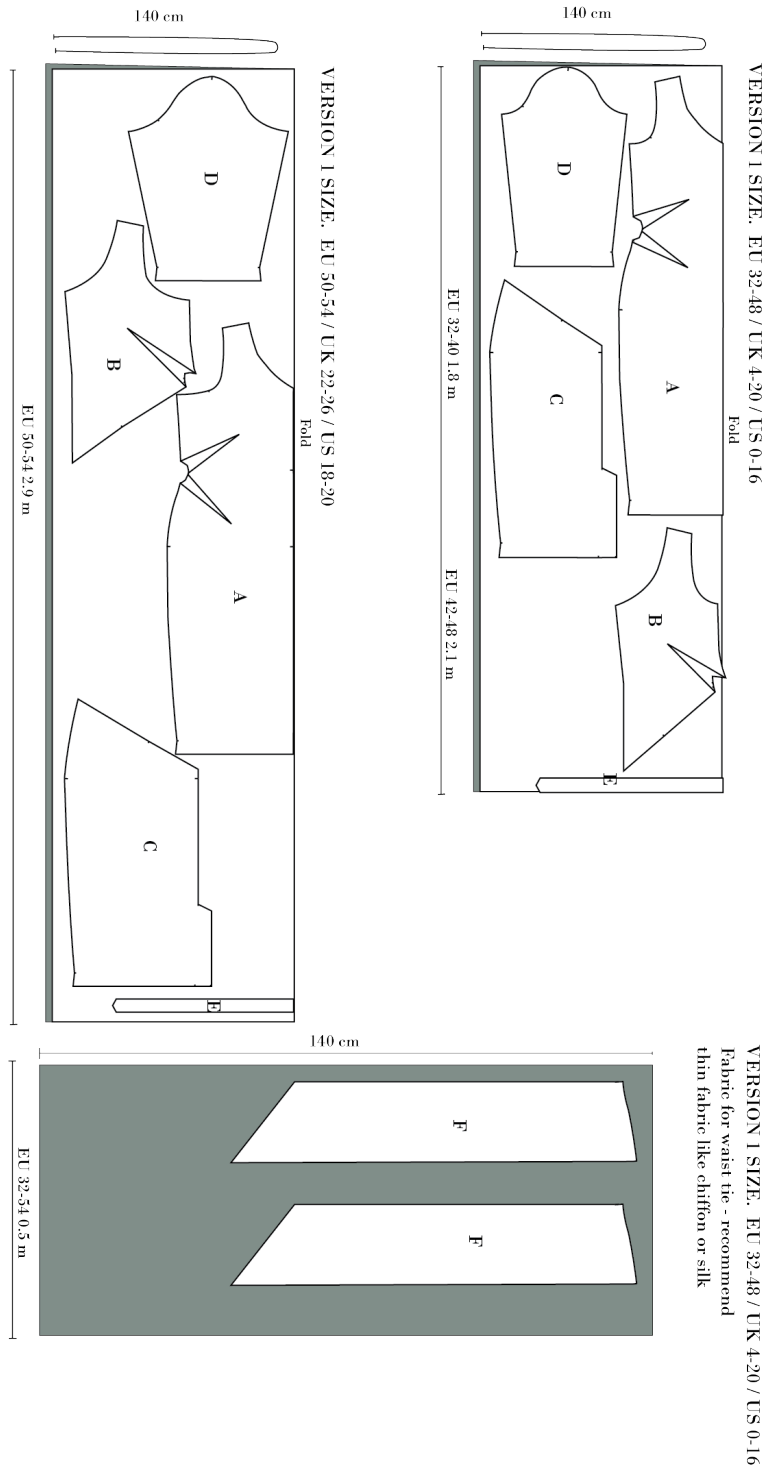 VERSION 1 SIZE.  EU 32-48 / UK 4-20 / US 0-16
140 cm
Fold
D
A
C
B
E
EU 32-40 1.8 m
EU 42-48 2.1 m
VERSION 1 SIZE.  EU 50-54 / UK 22-26 / US 18-20
140 cm
Fold
D
B
A
C
E
EU 50-54 2.9 m
VERSION 1 SIZE.  EU 32-48 / UK 4-20 / US 0-16
Fabric for waist tie - recommend
thin fabric like chiffon or silk
140 cm
F
F
EU 32-54 0.5 m